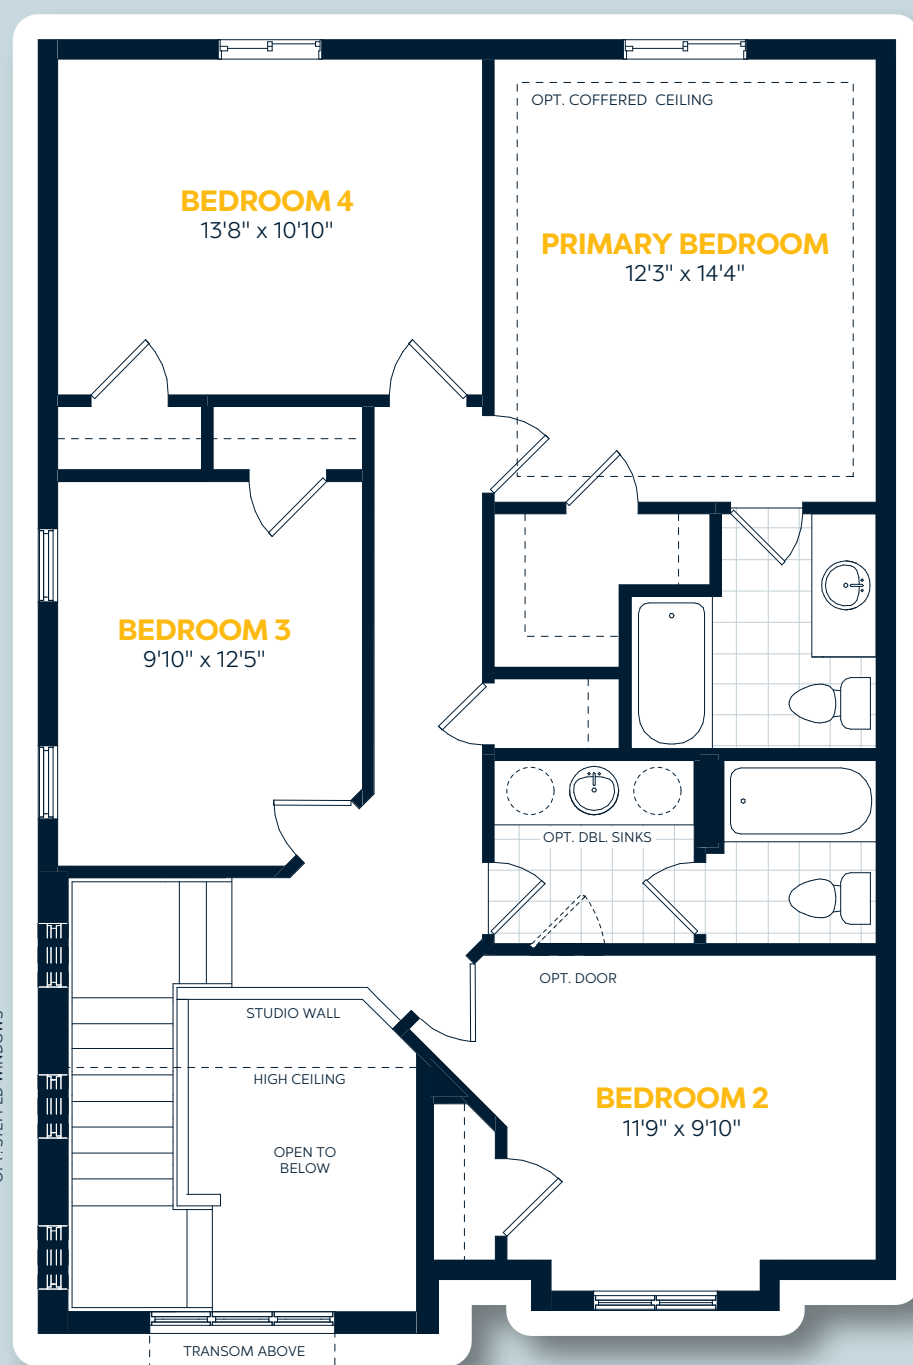 OPT. COFFERED CEILING
BEDROOM 4
13'8" x 10'10"
PRIMARY BEDROOM
12'3" x 14'4"
BEDROOM 3
9'10" x 12'5"
OPT. DBL. SINKS
OPT. DOOR
STUDIO WALL
HIGH CEILING
OPEN TO
BELOW
BEDROOM 2
11'9" x 9'10"
TRANSOM ABOVE